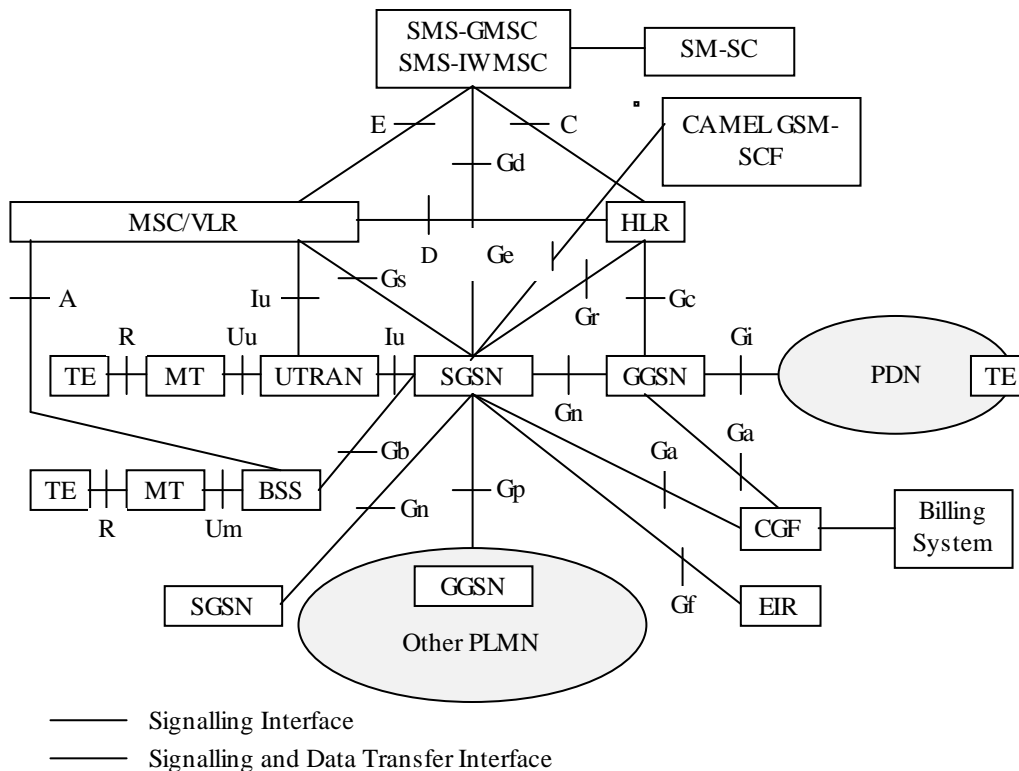 SMS-GMSC
SMS-IWMSC
SM-SC
E
C
CAMEL GSM-
SCF
Gd
MSC/VLR
HLR
D
Ge
Gs
A
Iu
Gr
Gc
R
Uu
Iu
Gi
TE
MT
UTRAN
SGSN
GGSN
PDN
TE
Gn
Ga
Gb
Ga
TE
MT
BSS
Gp
Gn
R
Um
CGF
Billing
System
GGSN
SGSN
Gf
EIR
Other PLMN
Signalling Interface
Signalling and Data Transfer Interface